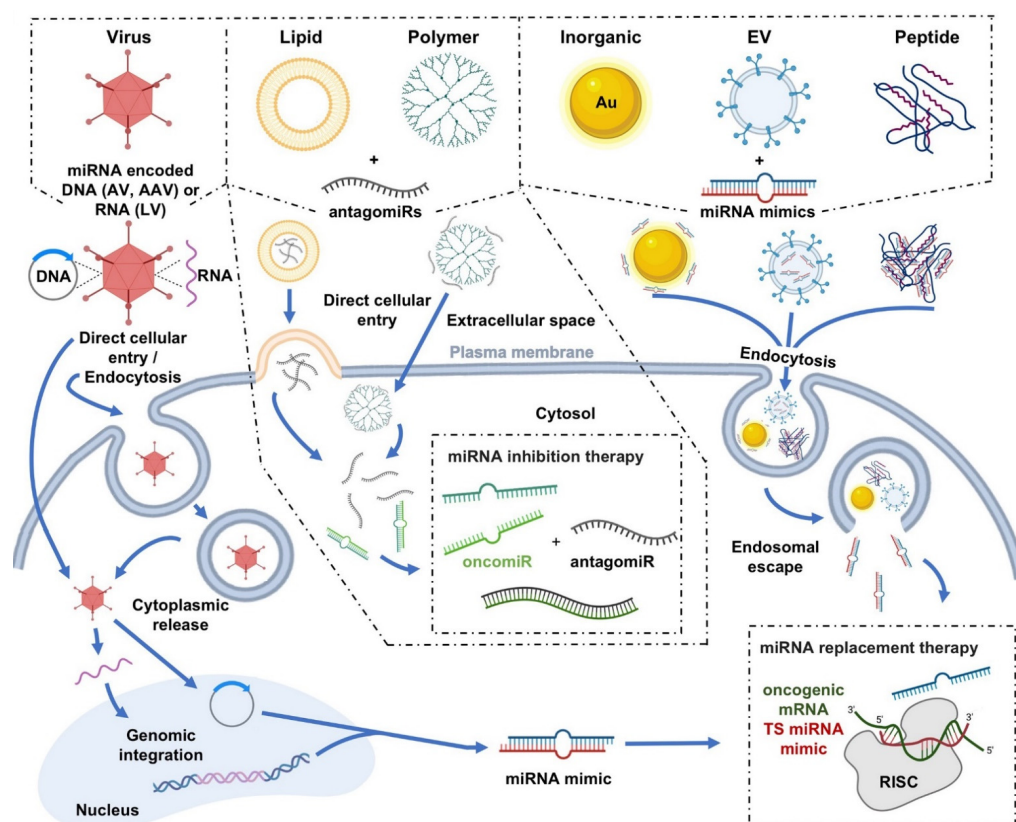 Virus
Lipid
Polymer
Inorganic
EV
Peptide
Au
+
+
miRNA encoded
DNA (AV, AAV) or
RNA (LV)
antagomiRs
miRNA mimics
DNA
RNA
Direct cellular
entry /
Endocytosis
Direct cellular
entry
Extracellular space
Plasma membrane
Endocytosis
Cytosol
miRNA inhibition therapy
oncomiR
+
antagomiR
Endosomal
escape
Cytoplasmic
release
miRNA replacement therapy
oncogenic
mRNA
TS miRNA
mimic
3′
5′
3′
5′
RISC
Genomic
integration
Nucleus
miRNA mimic